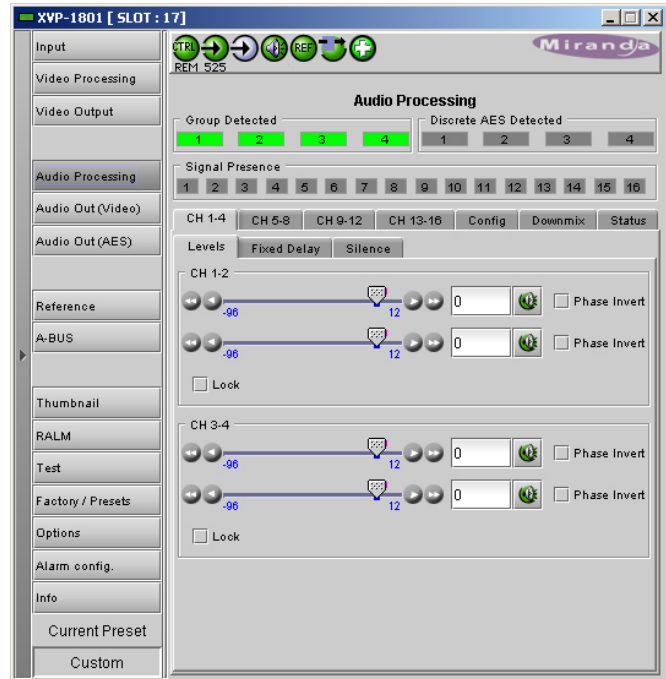 XVP-1801 [ SLOT : 17]
Input
Video Processing
Video Output
Audio Processing
Audio Out (Video)
Audio Out (AES)
Reference
A-BUS
Thumbnail
RALM
Test
Factory / Presets
Options
Alarm config.
Info
Current Preset
Custom
CTRL REF
REM 525
Miranda
Audio Processing
Group Detected
1 2 3 4
Discrete AES Detected
1 2 3 4
Signal Presence
1 2 3 4 5 6 7 8 9 10 11 12 13 14 15 16
CH 1-4 CH 5-8 CH 9-12 CH 13-16 Config Downmix Status
Levels Fixed Delay Silence
CH 1-2
-96 12 0 Phase Invert
-96 12 0 Phase Invert
Lock
CH 3-4
-96 12 0 Phase Invert
-96 12 0 Phase Invert
Lock